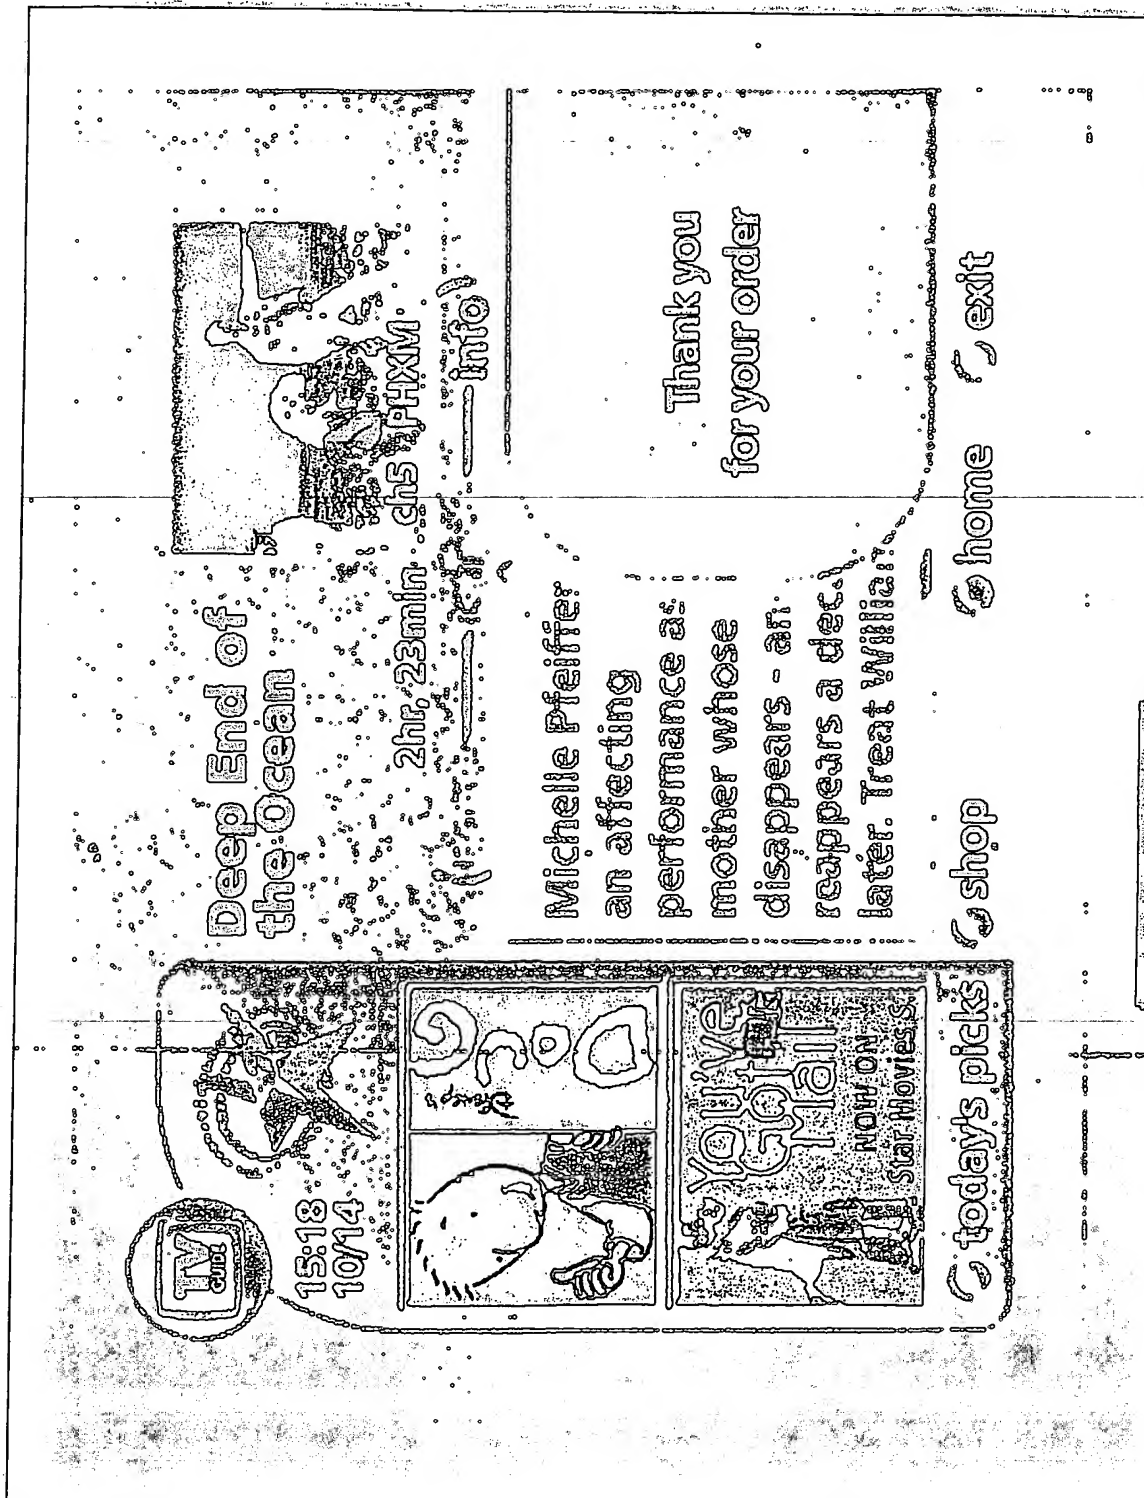 TV
GUIDE
15:18
10/14
Deep End of
the Ocean
2hr, 23min
ch5 PHXM
info
Michelle Pfeiffer
an affecting
performance as
mother whose
disappears - an
reappears a dec
later. Treat William
Thank you
for your order
You've
Got
Mail
NOW ON
Star Movies
today's picks
shop
home
exit